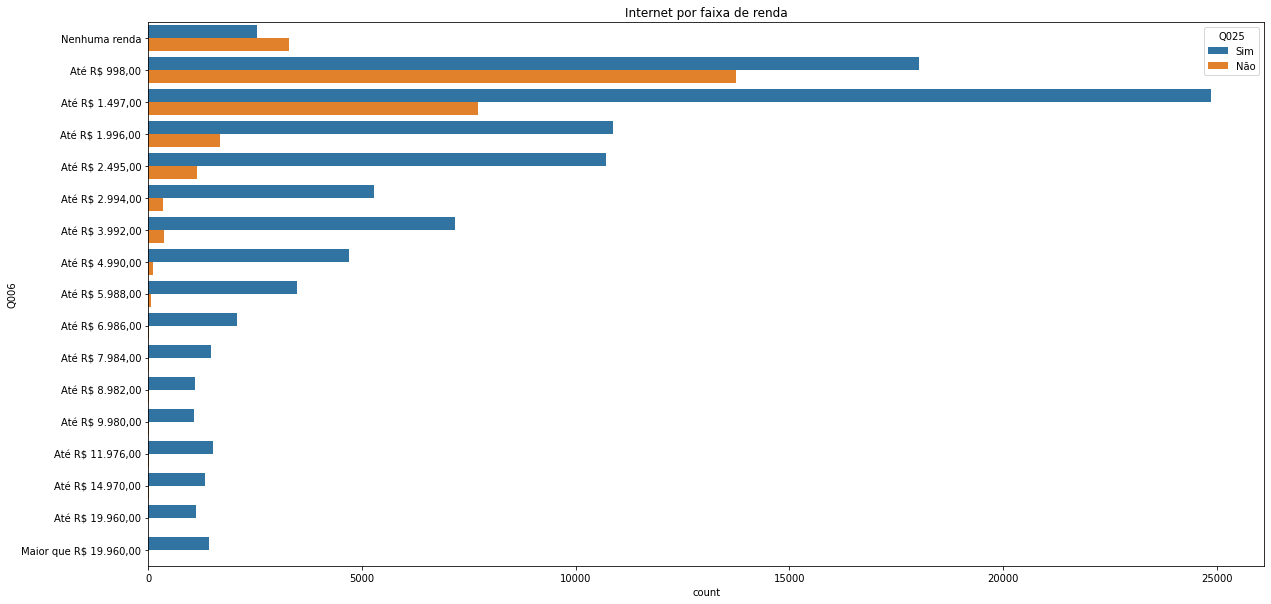 Internet por faixa de renda
Q025
Sim
Não
Q006
Nenhuma renda
Até R$ 998,00
Até R$ 1.497,00
Até R$ 1.996,00
Até R$ 2.495,00
Até R$ 2.994,00
Até R$ 3.992,00
Até R$ 4.990,00
Até R$ 5.988,00
Até R$ 6.986,00
Até R$ 7.984,00
Até R$ 8.982,00
Até R$ 9.980,00
Até R$ 11.976,00
Até R$ 14.970,00
Até R$ 19.960,00
Maior que R$ 19.960,00
0 5000 10000 15000 20000 25000
count